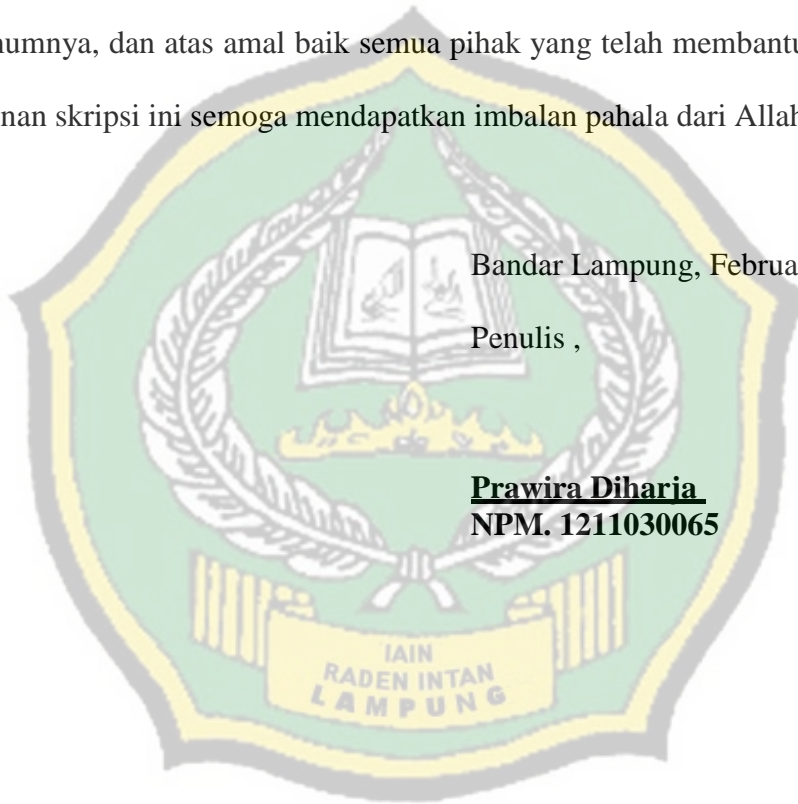 numnya, dan atas amal baik semua pihak yang telah membantu
nan skripsi ini semoga mendapatkan imbalan pahala dari Allah
Bandar Lampung, Februa
Penulis ,
Prawira Diharja
NPM. 1211030065
IAIN
RADEN INTAN
LAMPUNG